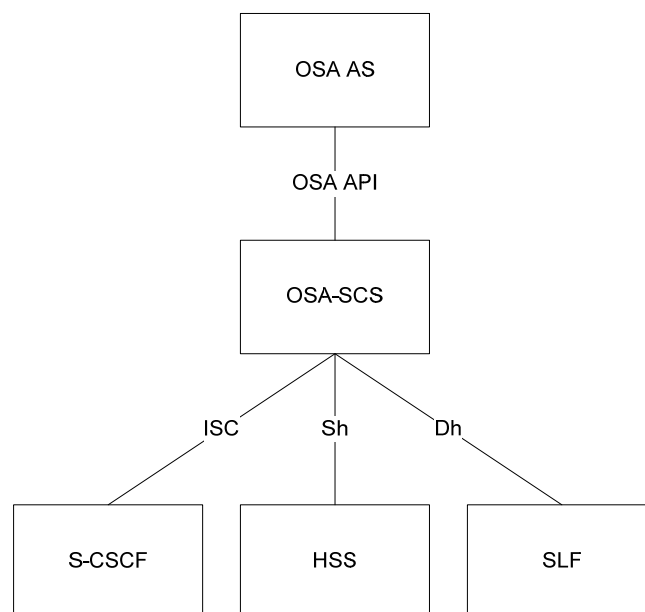 OSA AS
OSA API
OSA-SCS
ISC
Sh
Dh
S-CSCF
HSS
SLF